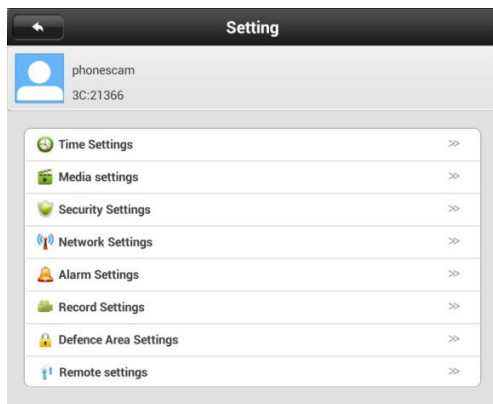 Setting
phonescam
3C:21366
Time Settings
Media settings
Security Settings
Network Settings
Alarm Settings
Record Settings
Defence Area Settings
Remote settings